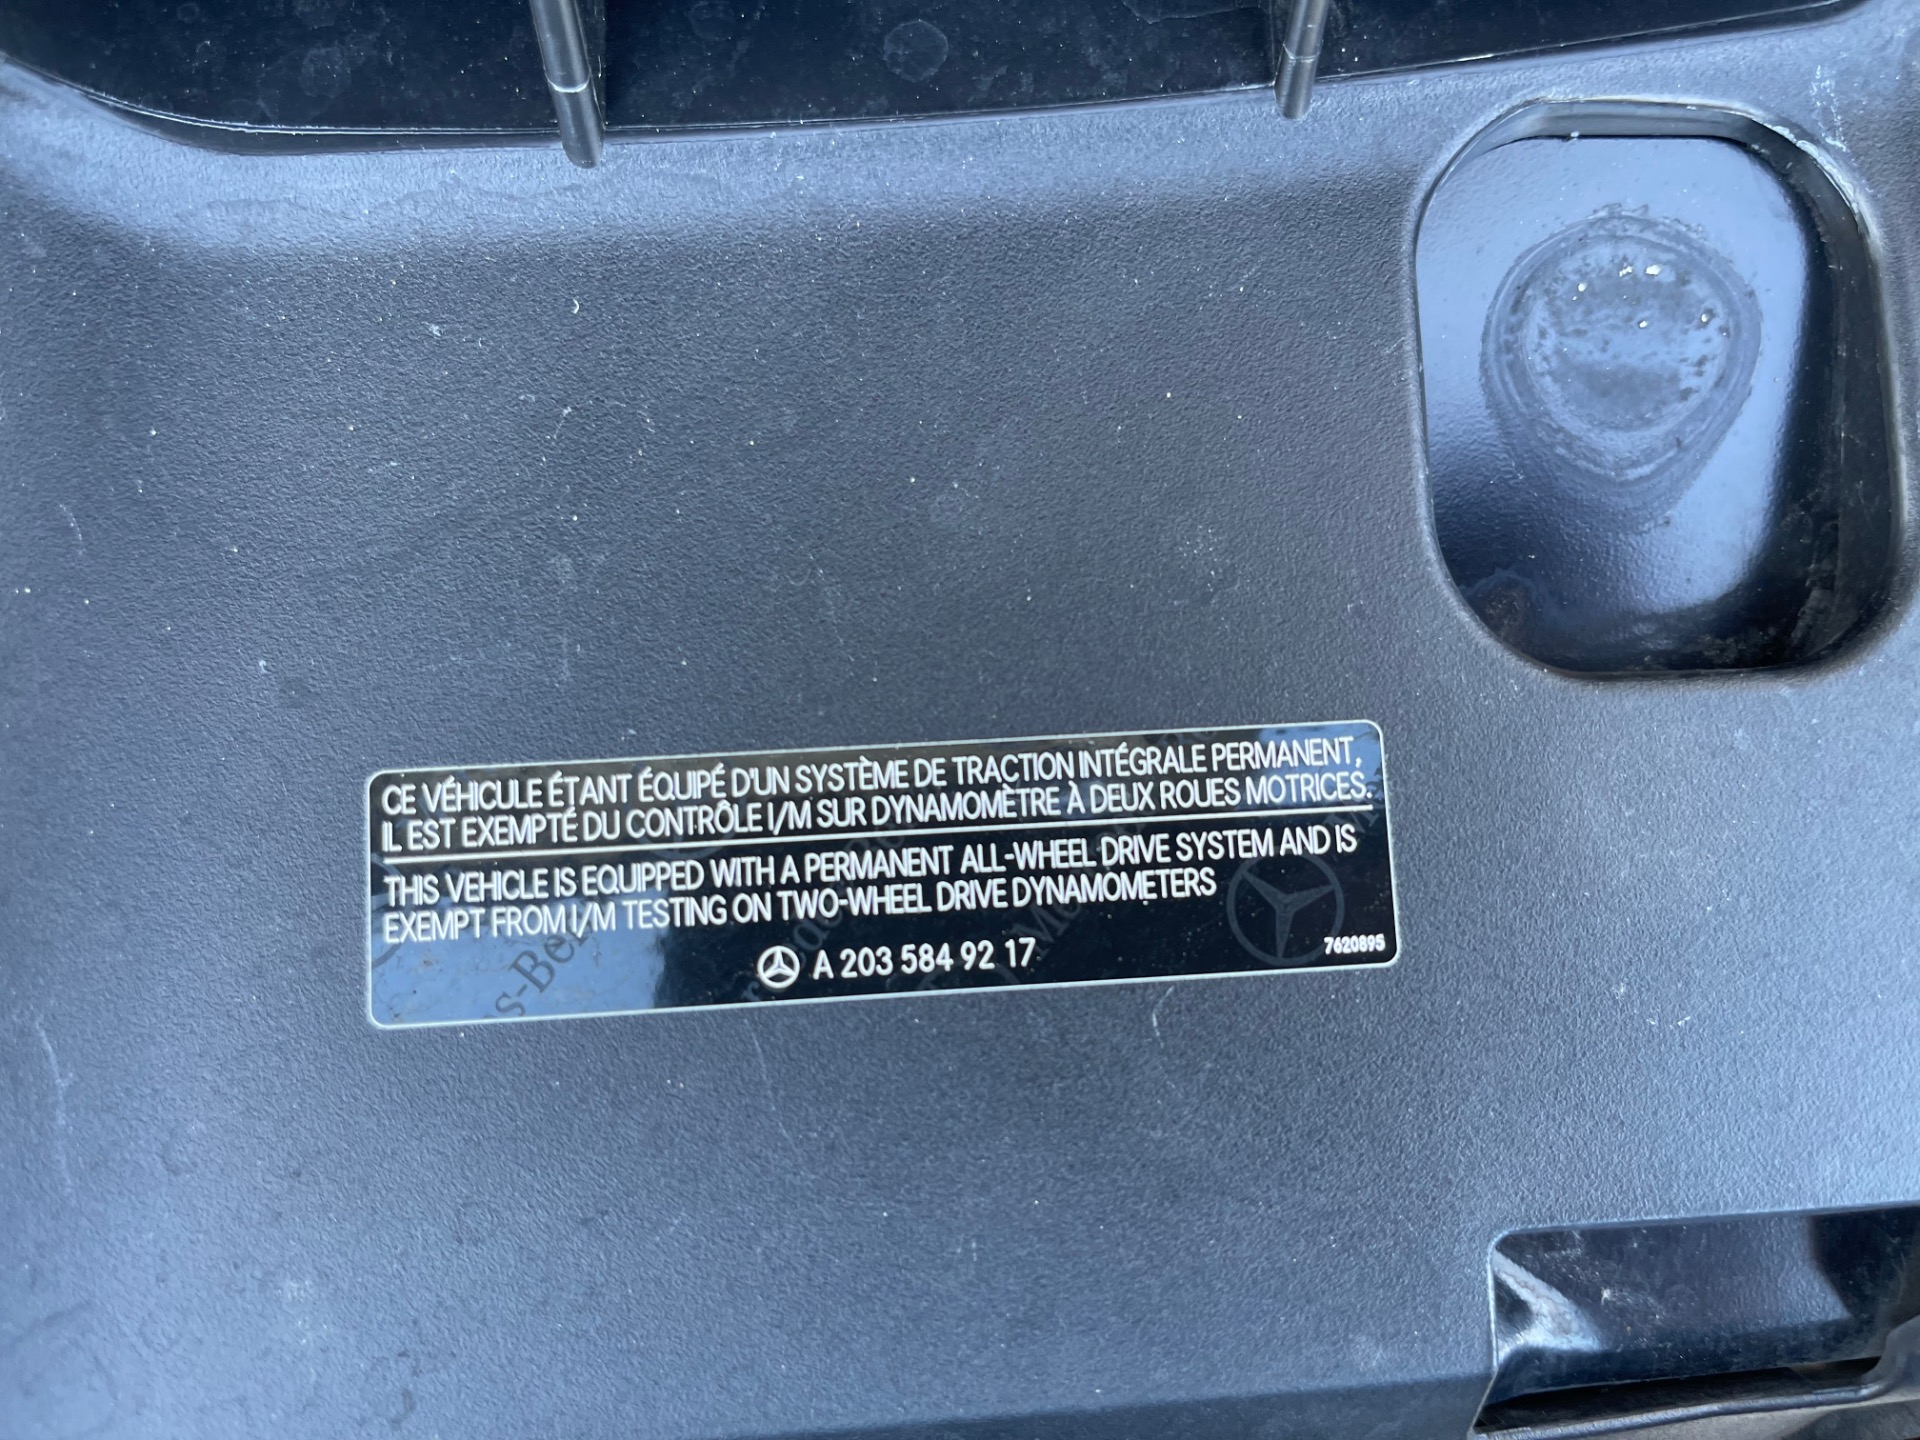 CE VÉHICULE ÉTANT ÉQUIPÉ D'UN SYSTÈME DE TRACTION INTÉGRALE PERMANENT,
IL EST EXEMPTÉ DU CONTRÔLE I/M SUR DYNAMOMÈTRE À DEUX ROUES MOTRICES.
THIS VEHICLE IS EQUIPPED WITH A PERMANENT ALL-WHEEL DRIVE SYSTEM AND IS
EXEMPT FROM I/M TESTING ON TWO-WHEEL DRIVE DYNAMOMETERS
A 203 584 92 17
7620895